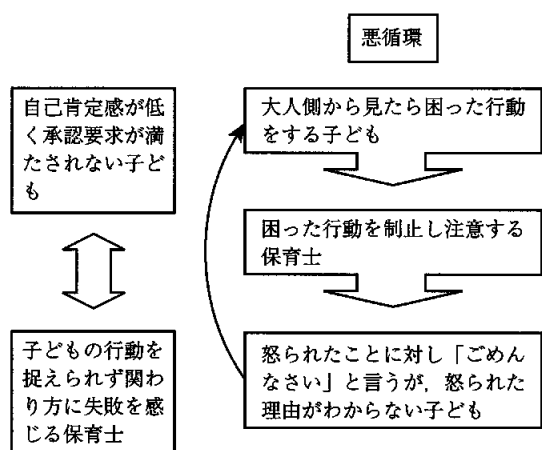 悪循環
自己肯定感が低
く承認要求が満
たされない子ど
も
大人側から見たら困った行動
をする子ども
困った行動を制止し注意する
保育士
子どもの行動を
捉えられず関わ
り方に失敗を感
じる保育士
怒られたことに対し「ごめん
なさい」と言うが，怒られた
理由がわからない子ども